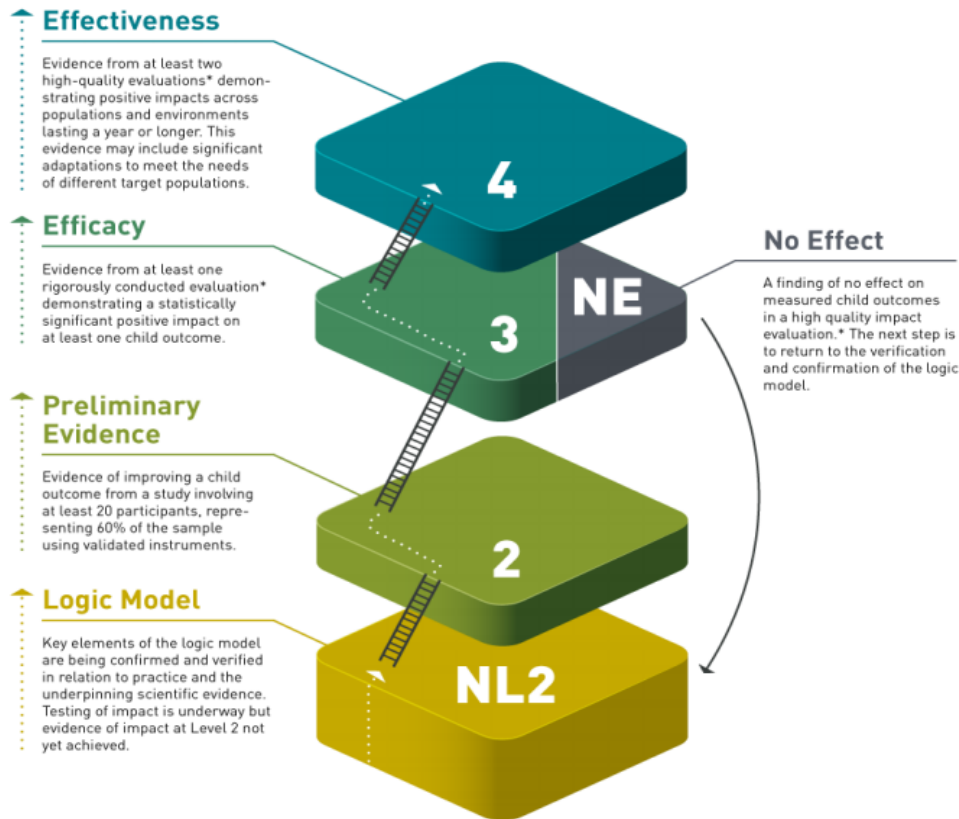 Effectiveness
Evidence from at least two
high-quality evaluations* demon-
strating positive impacts across
populations and environments
lasting a year or longer. This
evidence may include significant
adaptations to meet the needs
of different target populations.
4
Efficacy
Evidence from at least one
rigorously conducted evaluation*
demonstrating a statistically
significant positive impact on
at least one child outcome.
3
NE
No Effect
A finding of no effect on
measured child outcomes
in a high quality impact
evaluation.* The next step is
to return to the verification
and confirmation of the logic
model.
Preliminary
Evidence
Evidence of improving a child
outcome from a study involving
at least 20 participants, repre-
senting 60% of the sample
using validated instruments.
2
Logic Model
Key elements of the logic model
are being confirmed and verified
in relation to practice and the
underpinning scientific evidence.
Testing of impact is underway but
evidence of impact at Level 2 not
yet achieved.
NL2